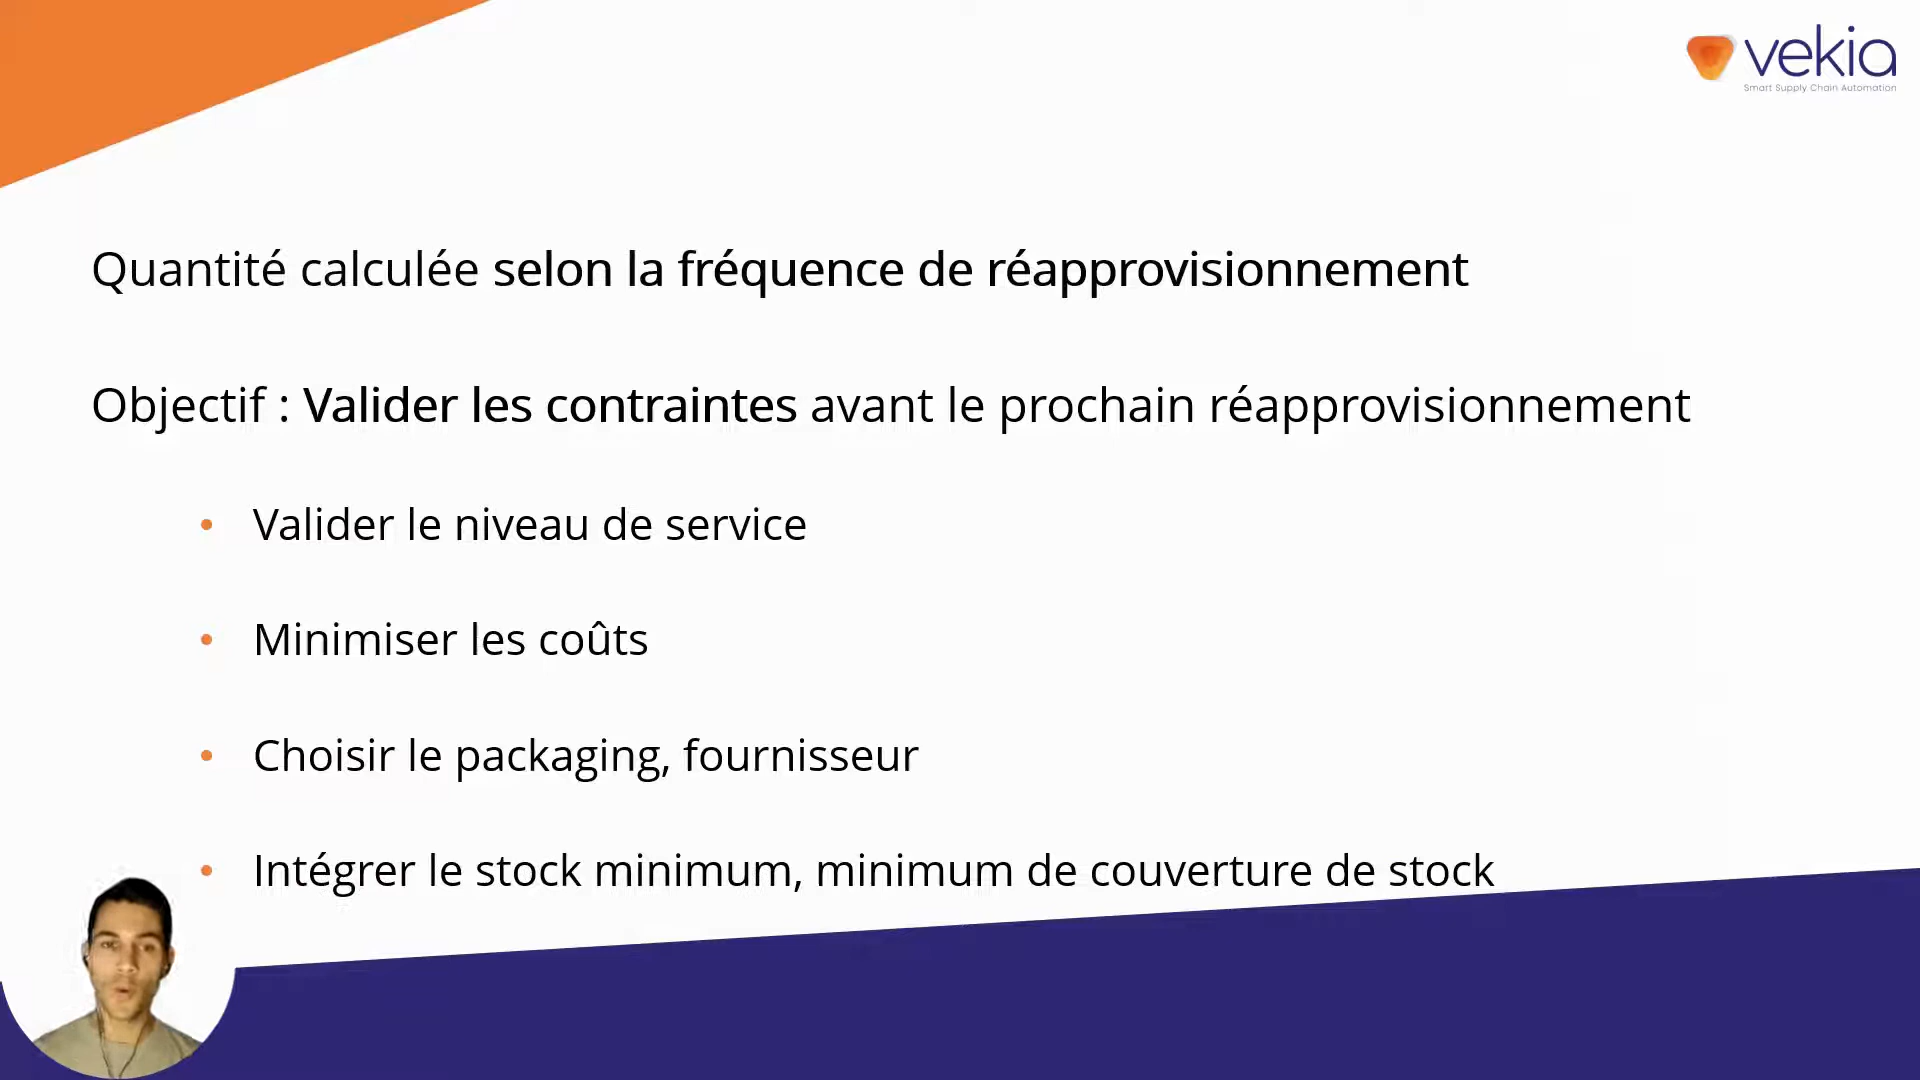 vekia
Smart Supply Chain Automation
Quantité calculée selon la fréquence de réapprovisionnement
Objectif : Valider les contraintes avant le prochain réapprovisionnement
• Valider le niveau de service
• Minimiser les coûts
• Choisir le packaging, fournisseur
• Intégrer le stock minimum, minimum de couverture de stock